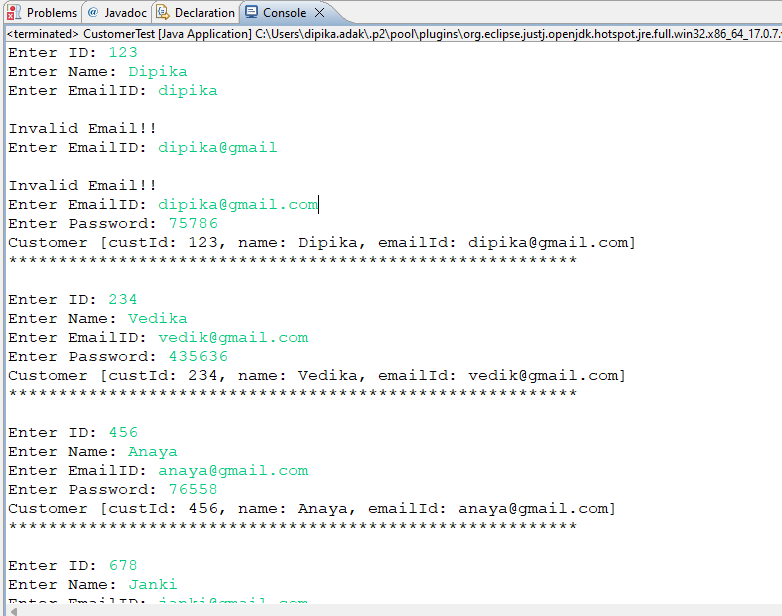 Problems @ Javadoc Declaration Console
<terminated> CustomerTest [Java Application] C:\Users\dipika.adak\.p2\pool\plugins\org.eclipse.justj.openjdk.hotspot.jre.full.win32.x86_64_17.0.7.
Enter ID: 123
Enter Name: Dipika
Enter EmailID: dipika
Invalid Email!!
Enter EmailID: dipika@gmail
Invalid Email!!
Enter EmailID: dipika@gmail.com
Enter Password: 75786
Customer [custId: 123, name: Dipika, emailId: dipika@gmail.com]
*********************************************************
Enter ID: 234
Enter Name: Vedika
Enter EmailID: vedik@gmail.com
Enter Password: 435636
Customer [custId: 234, name: Vedika, emailId: vedik@gmail.com]
*********************************************************
Enter ID: 456
Enter Name: Anaya
Enter EmailID: anaya@gmail.com
Enter Password: 76558
Customer [custId: 456, name: Anaya, emailId: anaya@gmail.com]
*********************************************************
Enter ID: 678
Enter Name: Janki
Enter EmailID: janki@gmail.com